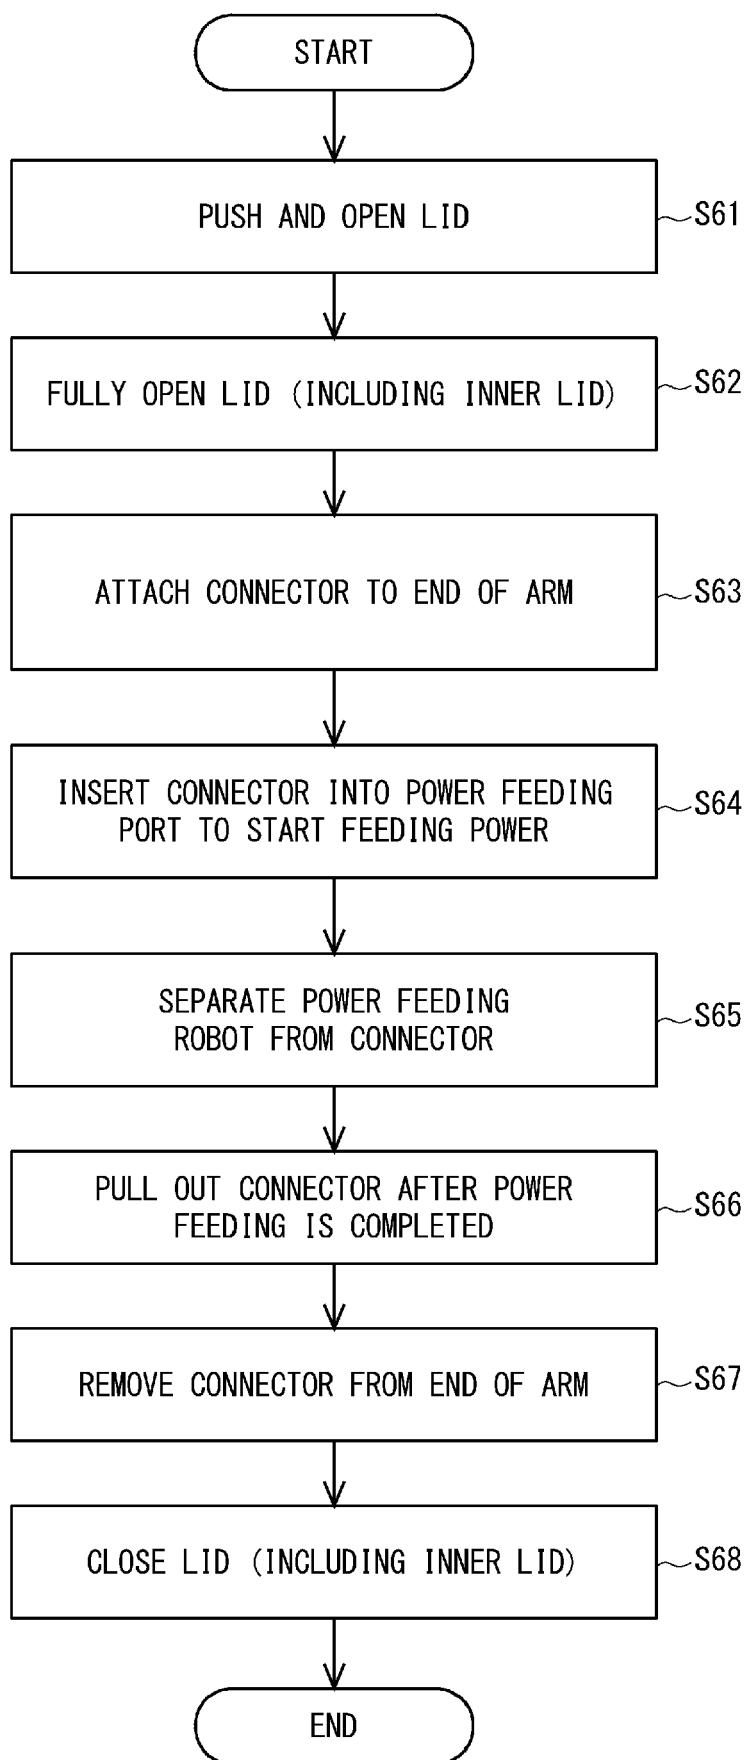 START
PUSH AND OPEN LID
S61
FULLY OPEN LID (INCLUDING INNER LID)
S62
ATTACH CONNECTOR TO END OF ARM
S63
INSERT CONNECTOR INTO POWER FEEDING
PORT TO START FEEDING POWER
S64
SEPARATE POWER FEEDING
ROBOT FROM CONNECTOR
S65
PULL OUT CONNECTOR AFTER POWER
FEEDING IS COMPLETED
S66
REMOVE CONNECTOR FROM END OF ARM
S67
CLOSE LID (INCLUDING INNER LID)
S68
END